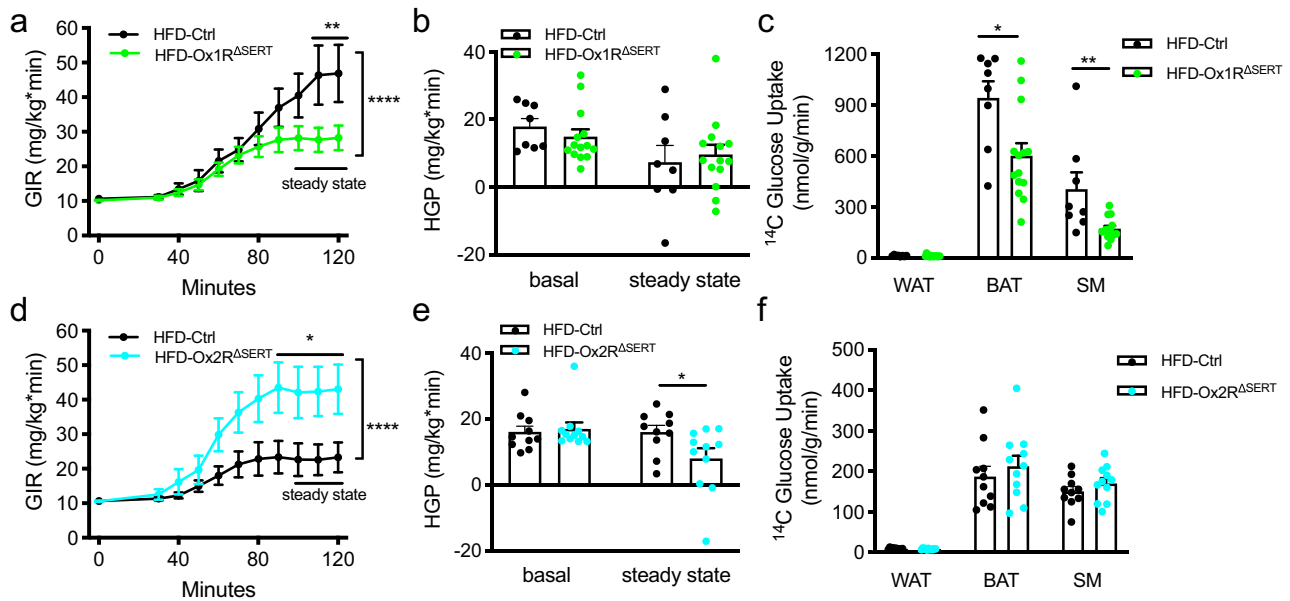 a
GIR (mg/kg*min)
60
50
40
30
20
10
0
0
40
80
120
Minutes
HFD-Ctrl
HFD-Ox1R^ΔSERT
**
****
steady state
b
HGP (mg/kg*min)
40
20
0
-20
basal
steady state
HFD-Ctrl
HFD-Ox1R^ΔSERT
c
¹⁴C Glucose Uptake
(nmol/g/min)
1200
900
600
300
0
WAT
BAT
SM
*
**
HFD-Ctrl
HFD-Ox1R^ΔSERT
d
GIR (mg/kg*min)
60
50
40
30
20
10
0
0
40
80
120
Minutes
HFD-Ctrl
HFD-Ox2R^ΔSERT
*
****
steady state
e
HGP (mg/kg*min)
40
20
0
-20
basal
steady state
HFD-Ctrl
HFD-Ox2R^ΔSERT
*
f
¹⁴C Glucose Uptake
(nmol/g/min)
500
400
300
200
100
0
WAT
BAT
SM
HFD-Ctrl
HFD-Ox2R^ΔSERT